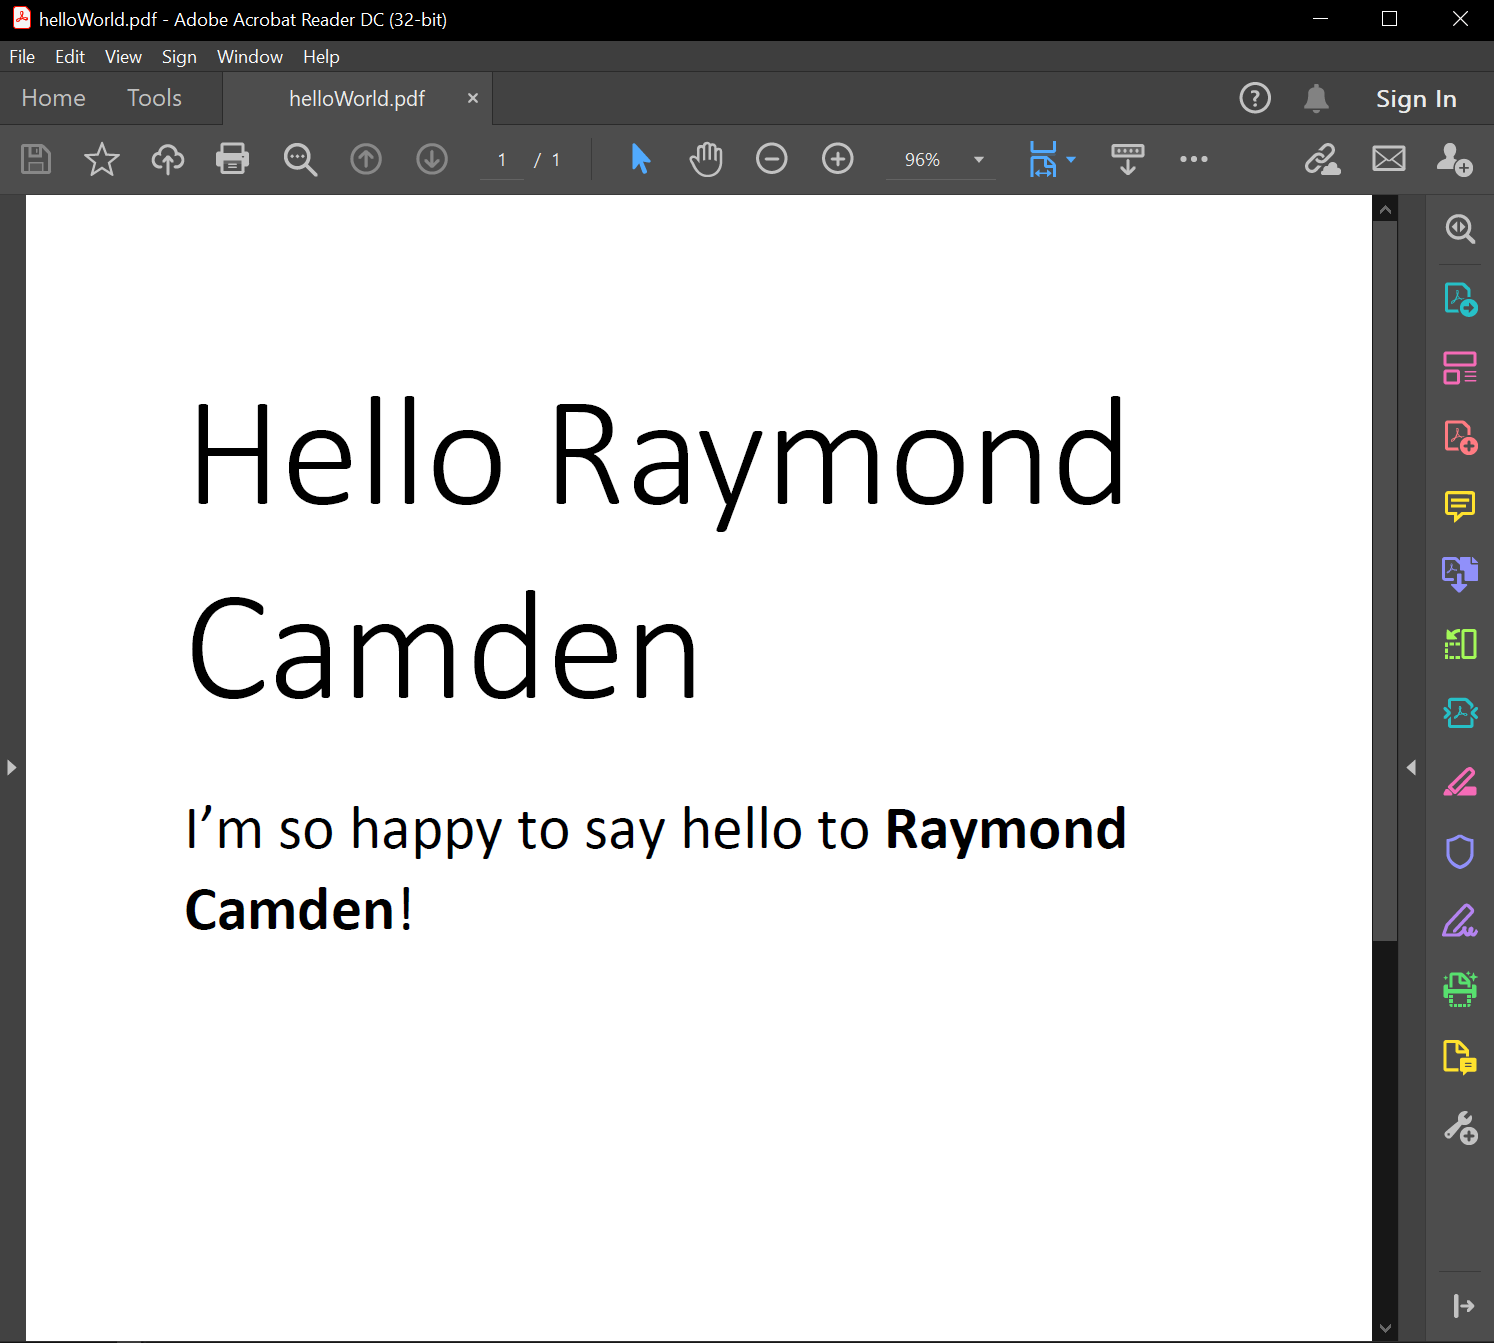 helloWorld.pdf - Adobe Acrobat Reader DC (32-bit)
File Edit View Sign Window Help
Home Tools helloWorld.pdf × Sign In
1 / 1 96%
Hello Raymond
Camden
I’m so happy to say hello to Raymond
Camden!